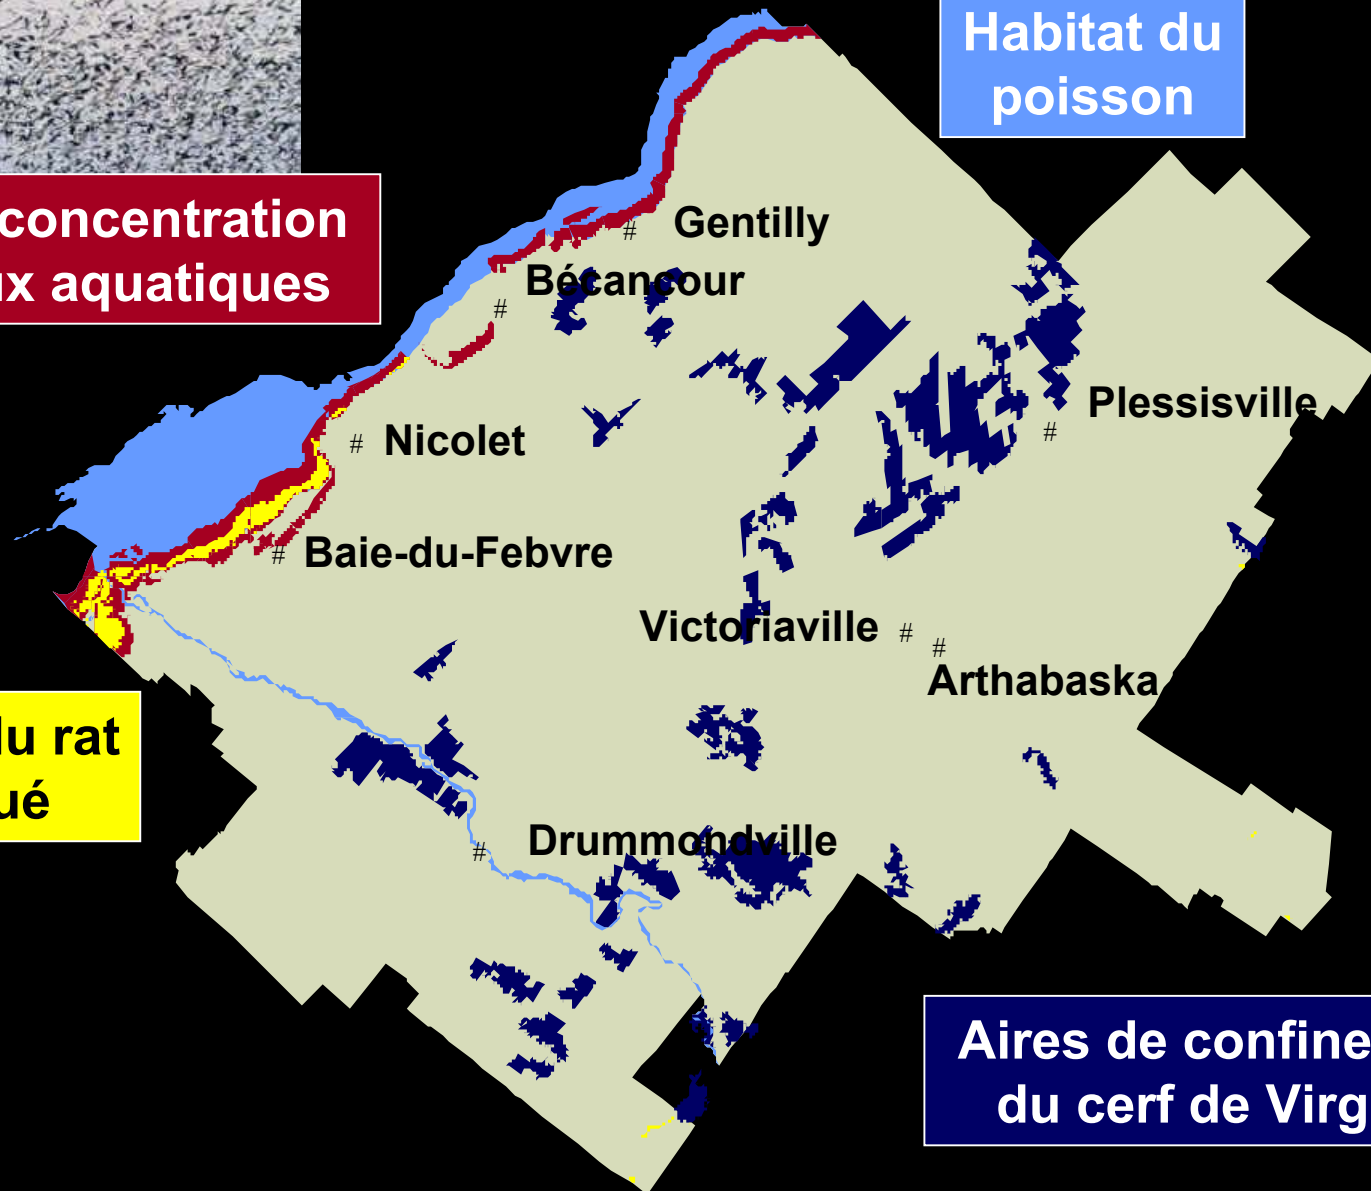 Habitat du
poisson
concentration
x aquatiques
Gentilly
#
Bécancour
#
Plessisville
#
Nicolet
#
Baie-du-Febvre
#
Victoriaville
#
#
Arthabaska
du rat
ué
Drummondville
#
Aires de confine
du cerf de Virg